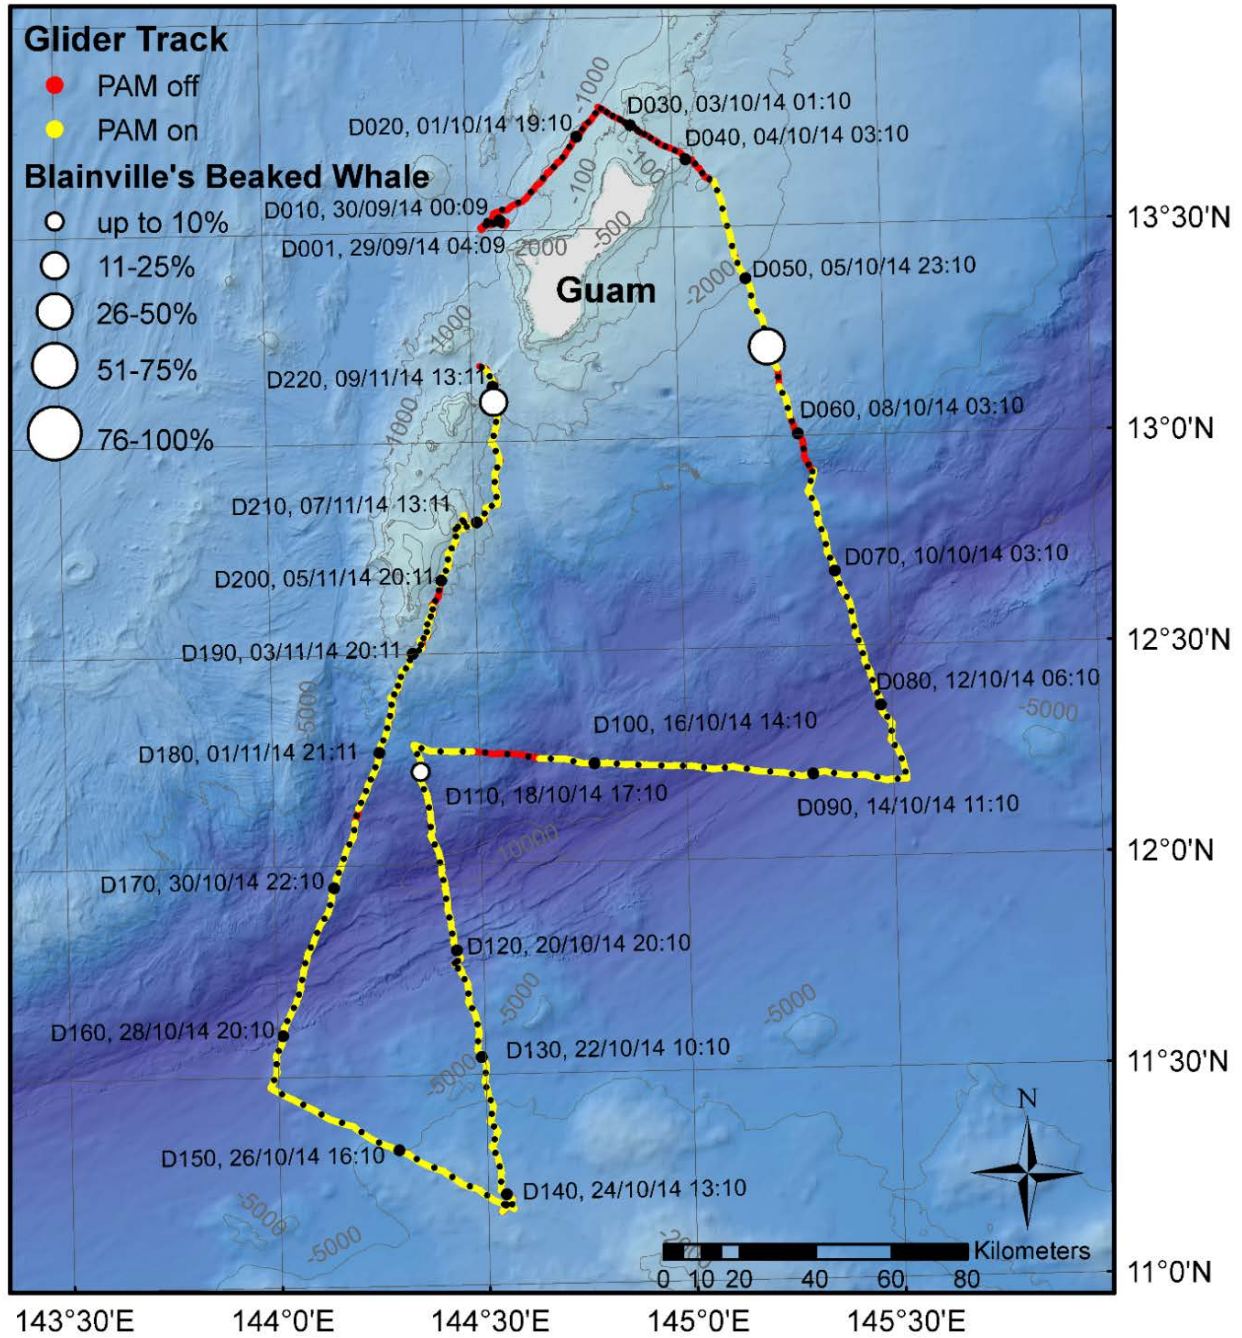 Glider Track
PAM off
PAM on
Blainville's Beaked Whale
up to 10%
11-25%
26-50%
51-75%
76-100%
-1000
D030, 03/10/14 01:10
D020, 01/10/14 19:10
D040, 04/10/14 03:10
-100
-100
D010, 30/09/14 00:09
D001, 29/09/14 04:09
-2000
-500
13°30'N
D050, 05/10/14 23:10
-2000
Guam
-1000
D220, 09/11/14 13:11
-1000
D060, 08/10/14 03:10
13°0'N
D210, 07/11/14 13:11
D070, 10/10/14 03:10
D200, 05/11/14 20:11
12°30'N
D190, 03/11/14 20:11
D080, 12/10/14 06:10
-5000
-5000
D100, 16/10/14 14:10
D180, 01/11/14 21:11
D110, 18/10/14 17:10
D090, 14/10/14 11:10
-10000
12°0'N
D170, 30/10/14 22:10
D120, 20/10/14 20:10
-5000
-5000
D160, 28/10/14 20:10
D130, 22/10/14 10:10
11°30'N
-5000
N
D150, 26/10/14 16:10
D140, 24/10/14 13:10
-5000
-5000
Kilometers
0 10 20 40 60 80
11°0'N
143°30'E
144°0'E
144°30'E
145°0'E
145°30'E